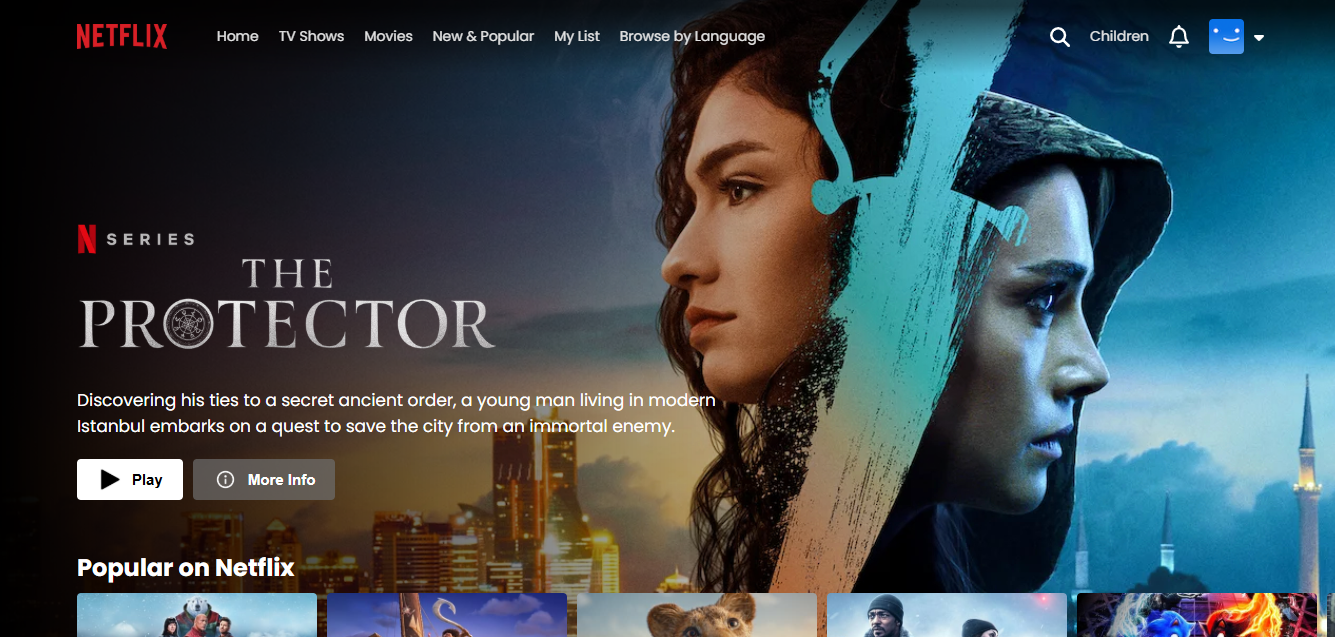 NETFLIX
Home TV Shows Movies New & Popular My List Browse by Language
Children
N SERIES
THE
PROTECTOR
Discovering his ties to a secret ancient order, a young man living in modern
Istanbul embarks on a quest to save the city from an immortal enemy.
Play More Info
Popular on Netflix